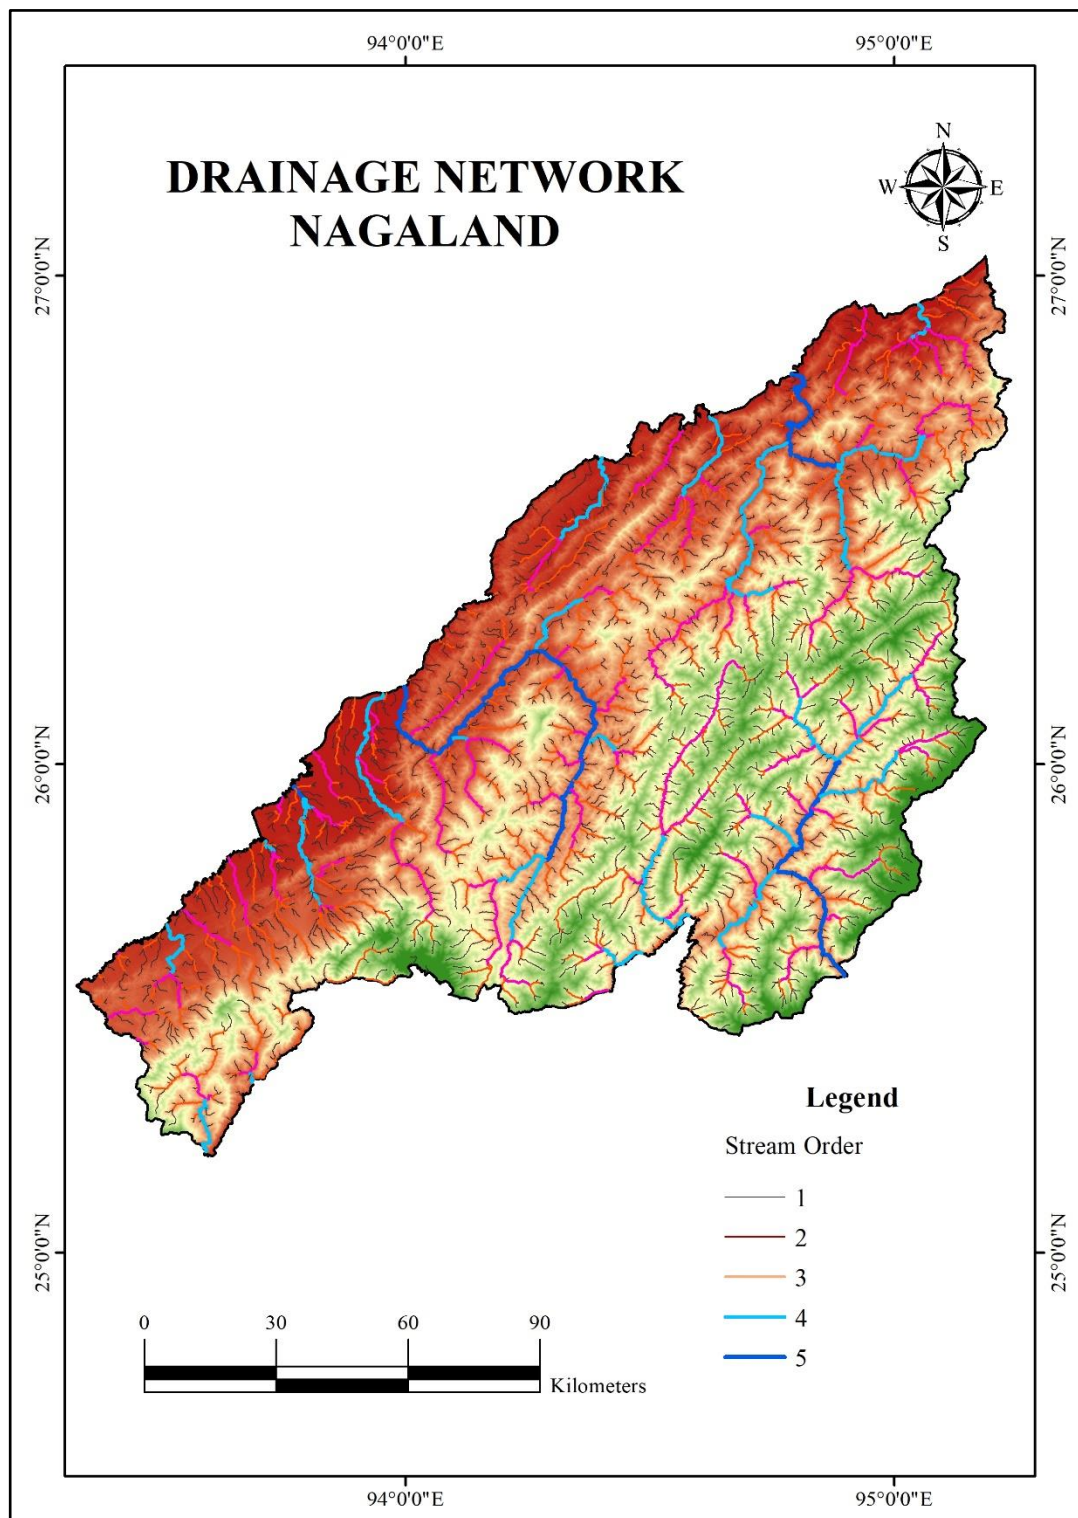 94°0'0"E 95°0'0"E
N
W E
S
DRAINAGE NETWORK
NAGALAND
27°0'0"N 27°0'0"N
26°0'0"N 26°0'0"N
Legend
Stream Order
1
2
3
4
5
25°0'0"N 25°0'0"N
0 30 60 90
Kilometers
94°0'0"E 95°0'0"E